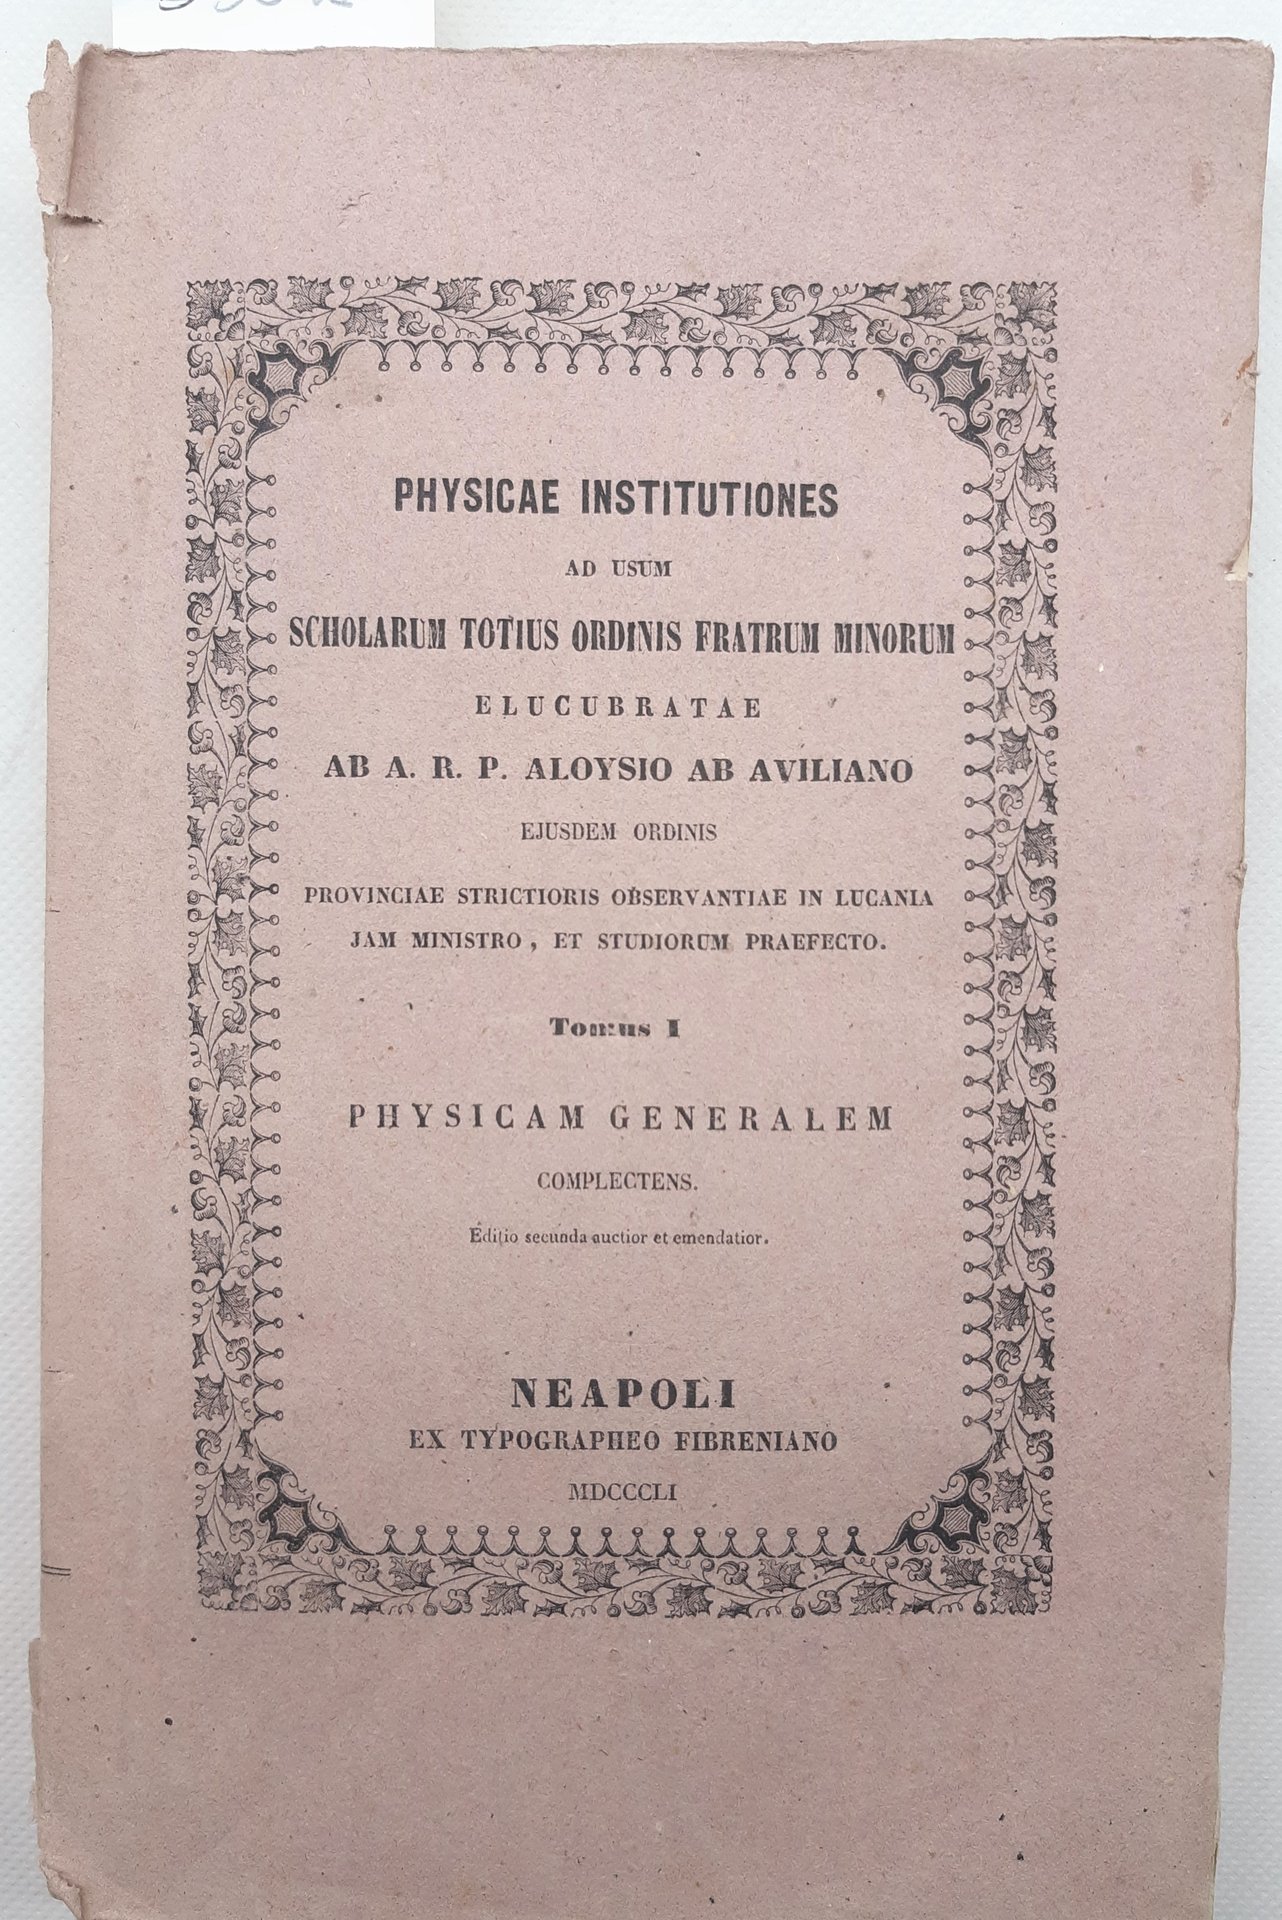 PHYSICAE INSTITUTIONES
AD USUM
SCHOLARUM TOTIUS ORDINIS FRATRUM MINORUM
ELUCUBRATAE
AB A. R. P. ALOYSIO AB AVILIANO
EJUSDEM ORDINIS
PROVINCIAE STRICTIORIS OBSERVANTIAE IN LUCANIA
JAM MINISTRO, ET STUDIORUM PRAEFECTO.
Tomus I
PHYSICAM GENERALEM
COMPLECTENS.
Editio secunda auctior et emendatior.
NEAPOLI
EX TYPOGRAPHEO FIBRENIANO
MDCCCLI